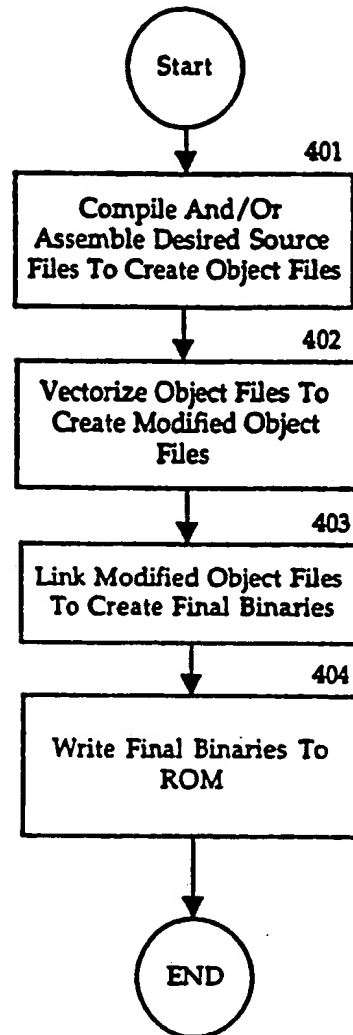 Start
401
Compile And/Or
Assemble Desired Source
Files To Create Object Files
402
Vectorize Object Files To
Create Modified Object
Files
403
Link Modified Object Files
To Create Final Binaries
404
Write Final Binaries To
ROM
END